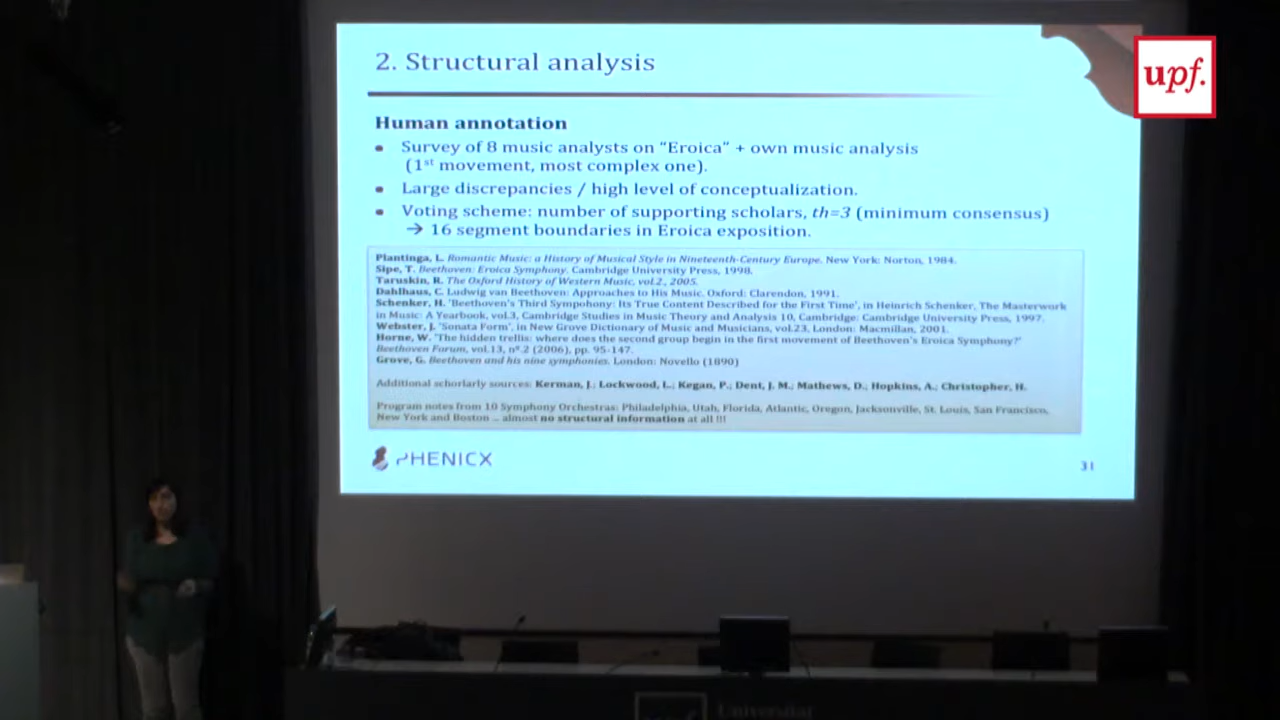 2. Structural analysis
upf.
Human annotation
• Survey of 8 music analysts on "Eroica" + own music analysis
(1st movement, most complex one).
• Large discrepancies / high level of conceptualization.
• Voting scheme: number of supporting scholars, th=3 (minimum consensus)
→ 16 segment boundaries in Eroica exposition.
Plantinga, L. Romantic Music: a History of Musical Style in Nineteenth-Century Europe. New York: Norton, 1984.
Sipe, T. Beethoven: Eroica Symphony. Cambridge University Press, 1998.
Taruskin, R. The Oxford History of Western Music, vol.2., 2005.
Dahlhaus, C. Ludwig van Beethoven: Approaches to His Music. Oxford: Clarendon, 1991.
Schenker, H. 'Beethoven's Third Sympohony: Its True Content Described for the First Time', in Heinrich Schenker, The Masterwork
in Music: A Yearbook, vol.3, Cambridge Studies in Music Theory and Analysis 10, Cambridge: Cambridge University Press, 1997.
Webster, J. 'Sonata Form', in New Grove Dictionary of Music and Musicians, vol.23, London: Macmillan, 2001.
Horne, W. 'The hidden trellis: where does the second group begin in the first movement of Beethoven's Eroica Symphony?'
Beethoven Forum, vol.13, nº.2 (2006), pp. 95-147.
Grove, G. Beethoven and his nine symphonies. London: Novello (1890)
Additional scholarly sources: Kerman, J.; Lockwood, L.; Kegan, P.; Dent, J. M.; Mathews, D.; Hopkins, A.; Christopher, H.
Program notes from 10 Symphony Orchestras: Philadelphia, Utah, Florida, Atlantic, Oregon, Jacksonville, St. Louis, San Francisco,
New York and Boston ... almost no structural information at all !!!
PHENICX
31
upf.
Universitat